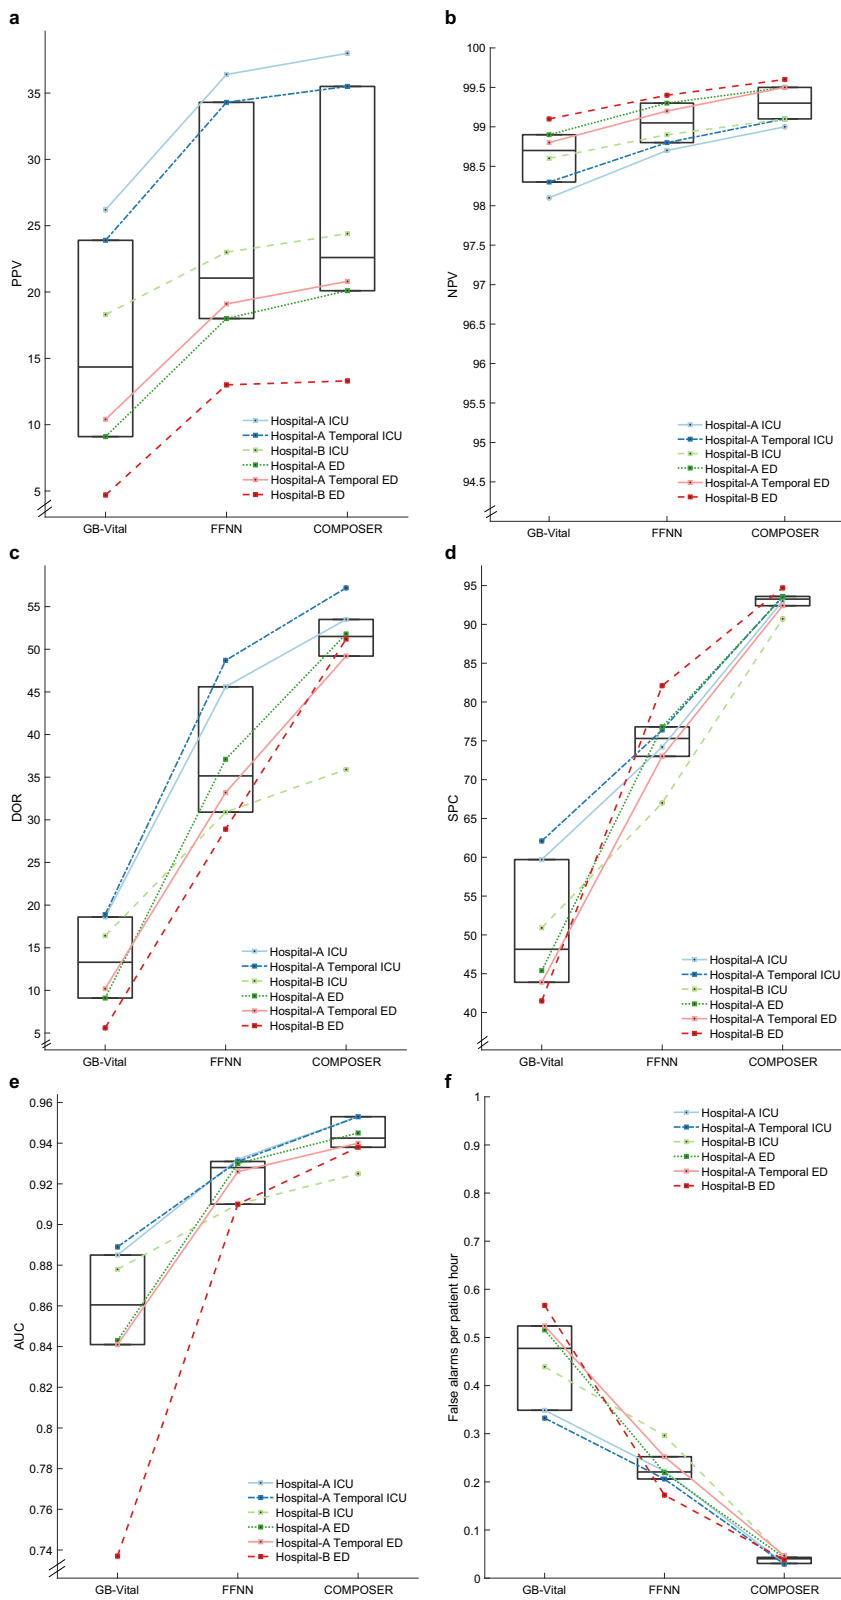 a
PPV
35
30
25
20
15
10
5
Hospital-A ICU
Hospital-A Temporal ICU
Hospital-B ICU
Hospital-A ED
Hospital-A Temporal ED
Hospital-B ED
GB-Vital FFNN COMPOSER
b
NPV
100
99.5
99
98.5
98
97.5
97
96.5
96
95.5
95
94.5
Hospital-A ICU
Hospital-A Temporal ICU
Hospital-B ICU
Hospital-A ED
Hospital-A Temporal ED
Hospital-B ED
GB-Vital FFNN COMPOSER
c
DOR
55
50
45
40
35
30
25
20
15
10
5
Hospital-A ICU
Hospital-A Temporal ICU
Hospital-B ICU
Hospital-A ED
Hospital-A Temporal ED
Hospital-B ED
GB-Vital FFNN COMPOSER
d
SPC
95
90
85
80
75
70
65
60
55
50
45
40
Hospital-A ICU
Hospital-A Temporal ICU
Hospital-B ICU
Hospital-A ED
Hospital-A Temporal ED
Hospital-B ED
GB-Vital FFNN COMPOSER
e
AUC
0.96
0.94
0.92
0.9
0.88
0.86
0.84
0.82
0.8
0.78
0.76
0.74
Hospital-A ICU
Hospital-A Temporal ICU
Hospital-B ICU
Hospital-A ED
Hospital-A Temporal ED
Hospital-B ED
GB-Vital FFNN COMPOSER
f
False alarms per patient hour
1
0.9
0.8
0.7
0.6
0.5
0.4
0.3
0.2
0.1
0
Hospital-A ICU
Hospital-A Temporal ICU
Hospital-B ICU
Hospital-A ED
Hospital-A Temporal ED
Hospital-B ED
GB-Vital FFNN COMPOSER